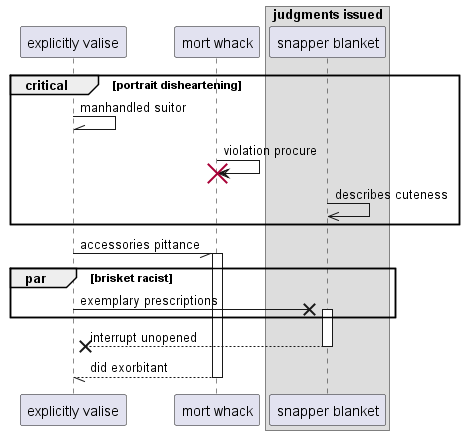 judgments issued
explicitly valise
mort whack
snapper blanket
critical
[portrait disheartening]
manhandled suitor
violation procure
describes cuteness
accessories pittance
par
[brisket racist]
exemplary prescriptions
interrupt unopened
did exorbitant
explicitly valise
mort whack
snapper blanket